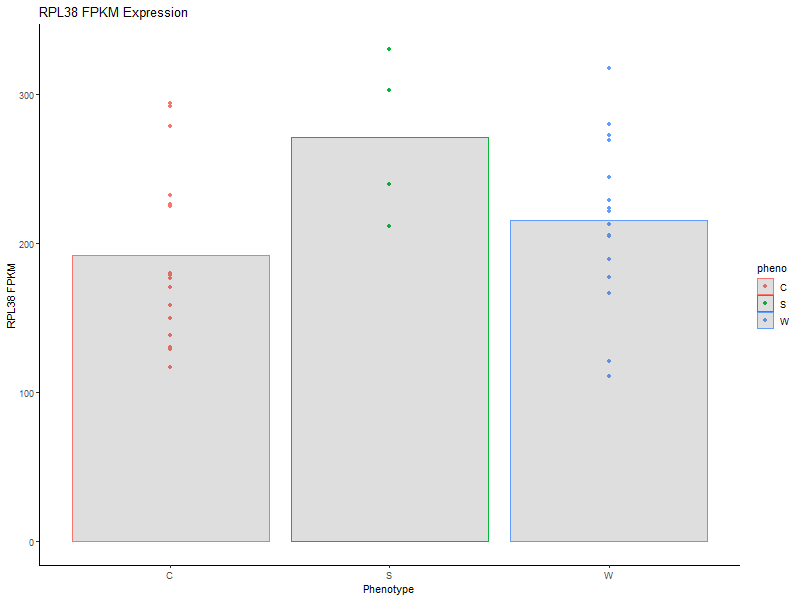 RPL38 FPKM Expression
300
200
100
0
RPL38 FPKM
C
S
W
Phenotype
pheno
C
S
W